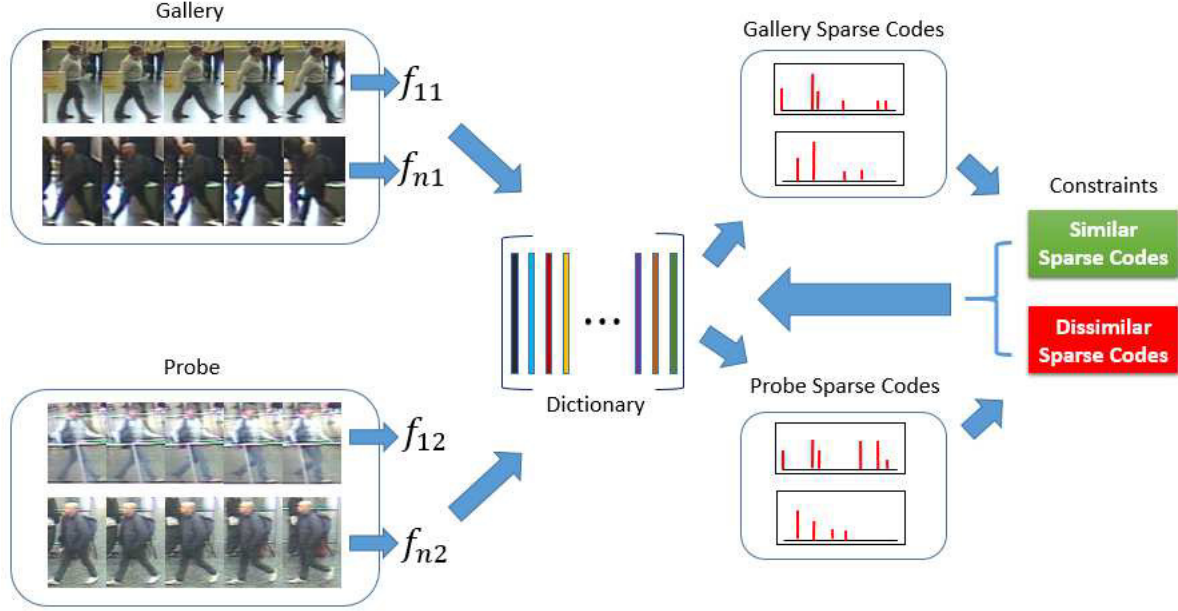 Gallery
f11
fn1
Probe
f12
fn2
...
Dictionary
Gallery Sparse Codes
Probe Sparse Codes
Constraints
Similar
Sparse Codes
Dissimilar
Sparse Codes